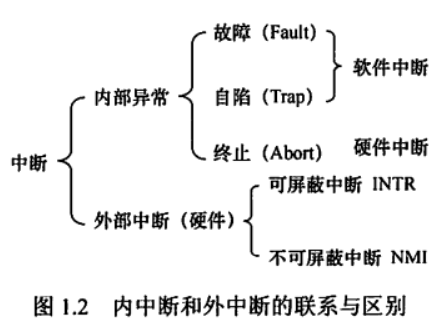 故障（Fault）
软件中断
内部异常
自陷（Trap）
中断
终止（Abort）
硬件中断
可屏蔽中断 INTR
外部中断（硬件）
不可屏蔽中断 NMI
图 1.2 内中断和外中断的联系与区别